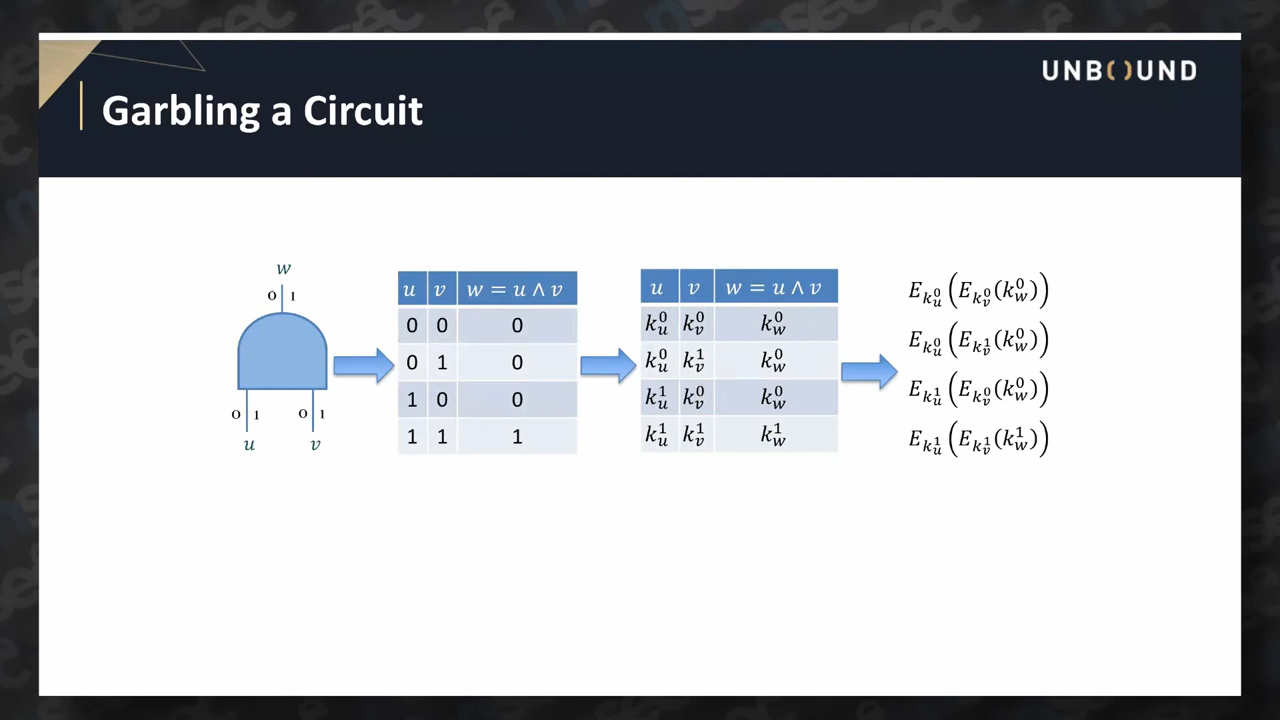 UNBOUND
Garbling a Circuit
w
0 1
0 1 0 1
u v
u v w = u ∧ v
0 0 0
0 1 0
1 0 0
1 1 1
u v w = u ∧ v
k_u^0 k_v^0 k_w^0
k_u^0 k_v^1 k_w^0
k_u^1 k_v^0 k_w^0
k_u^1 k_v^1 k_w^1
E_{k_u^0}(E_{k_v^0}(k_w^0))
E_{k_u^0}(E_{k_v^1}(k_w^0))
E_{k_u^1}(E_{k_v^0}(k_w^0))
E_{k_u^1}(E_{k_v^1}(k_w^1))